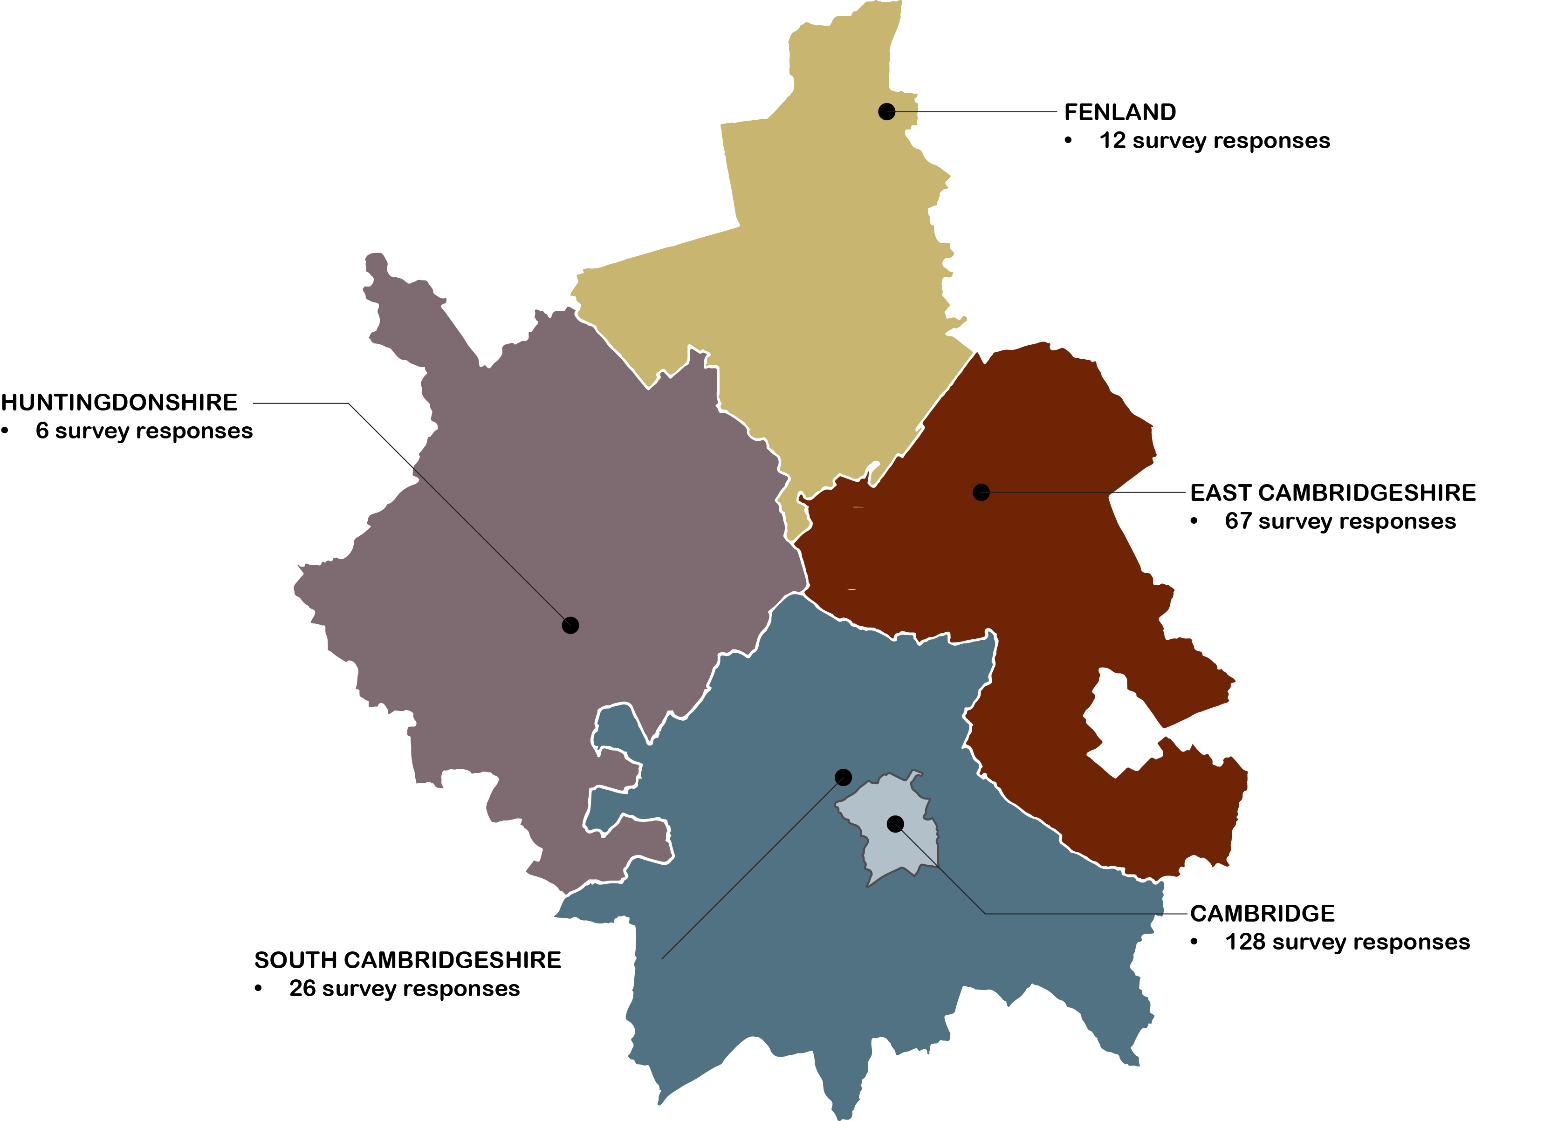 FENLAND
• 12 survey responses
HUNTINGDONSHIRE
• 6 survey responses
EAST CAMBRIDGESHIRE
• 67 survey responses
CAMBRIDGE
• 128 survey responses
SOUTH CAMBRIDGESHIRE
• 26 survey responses